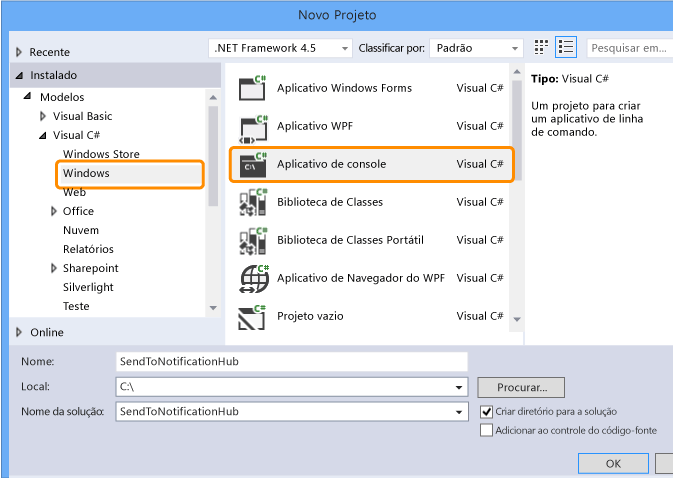 Novo Projeto
Recente
.NET Framework 4.5
Classificar por:
Padrão
Pesquisar em...
Instalado
Modelos
Visual Basic
Visual C#
Windows Store
Windows
Web
Office
Nuvem
Relatórios
Sharepoint
Silverlight
Teste
Online
C# Aplicativo Windows Forms Visual C#
C# Aplicativo WPF Visual C#
C# C:\ Aplicativo de console Visual C#
C# Biblioteca de Classes Visual C#
C# Biblioteca de Classes Portátil Visual C#
C# Aplicativo de Navegador do WPF Visual C#
C# Projeto vazio Visual C#
Tipo: Visual C#
Um projeto para criar
um aplicativo de linha
de comando.
Nome: SendToNotificationHub
Local: C:\ Procurar...
Nome da solução: SendToNotificationHub
Criar diretório para a solução
Adicionar ao controle do código-fonte
OK